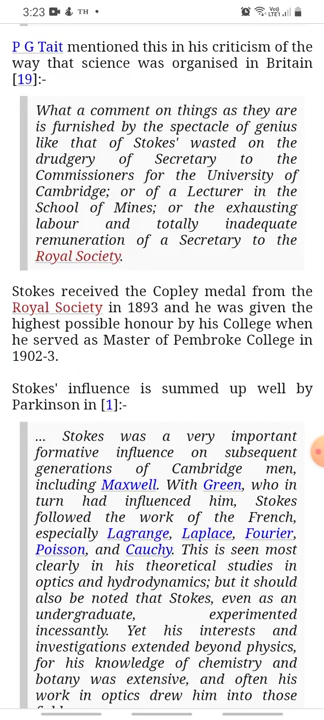 3:23 TH Vo) LTE1
P G Tait mentioned this in his criticism of the
way that science was organised in Britain
[19]:-
What a comment on things as they are
is furnished by the spectacle of genius
like that of Stokes' wasted on the
drudgery of Secretary to the
Commissioners for the University of
Cambridge; or of a Lecturer in the
School of Mines; or the exhausting
labour and totally inadequate
remuneration of a Secretary to the
Royal Society.
Stokes received the Copley medal from the
Royal Society in 1893 and he was given the
highest possible honour by his College when
he served as Master of Pembroke College in
1902-3.
Stokes' influence is summed up well by
Parkinson in [1]:-
... Stokes was a very important
formative influence on subsequent
generations of Cambridge men,
including Maxwell. With Green, who in
turn had influenced him, Stokes
followed the work of the French,
especially Lagrange, Laplace, Fourier,
Poisson, and Cauchy. This is seen most
clearly in his theoretical studies in
optics and hydrodynamics; but it should
also be noted that Stokes, even as an
undergraduate, experimented
incessantly. Yet his interests and
investigations extended beyond physics,
for his knowledge of chemistry and
botany was extensive, and often his
work in optics drew him into those